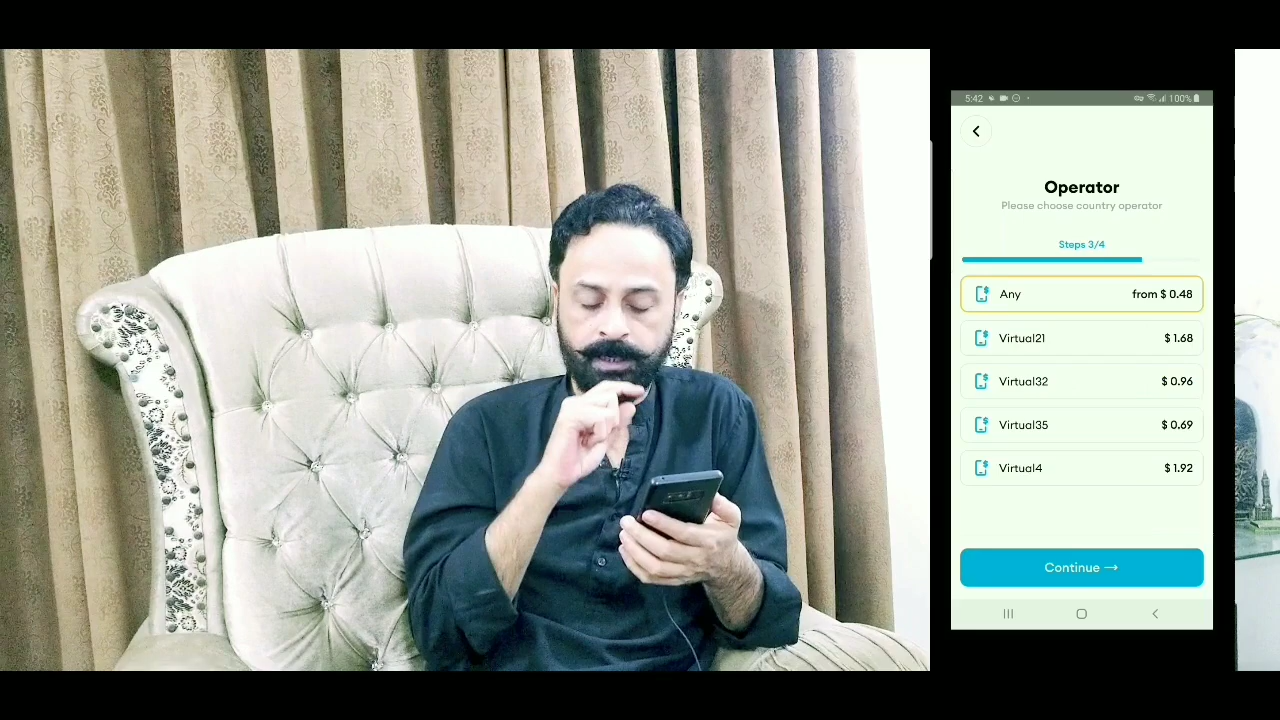 5:42
100%
Operator
Please choose country operator
Steps 3/4
Any from $ 0.48
Virtual21 $ 1.68
Virtual32 $ 0.96
Virtual35 $ 0.69
Virtual4 $ 1.92
Continue →